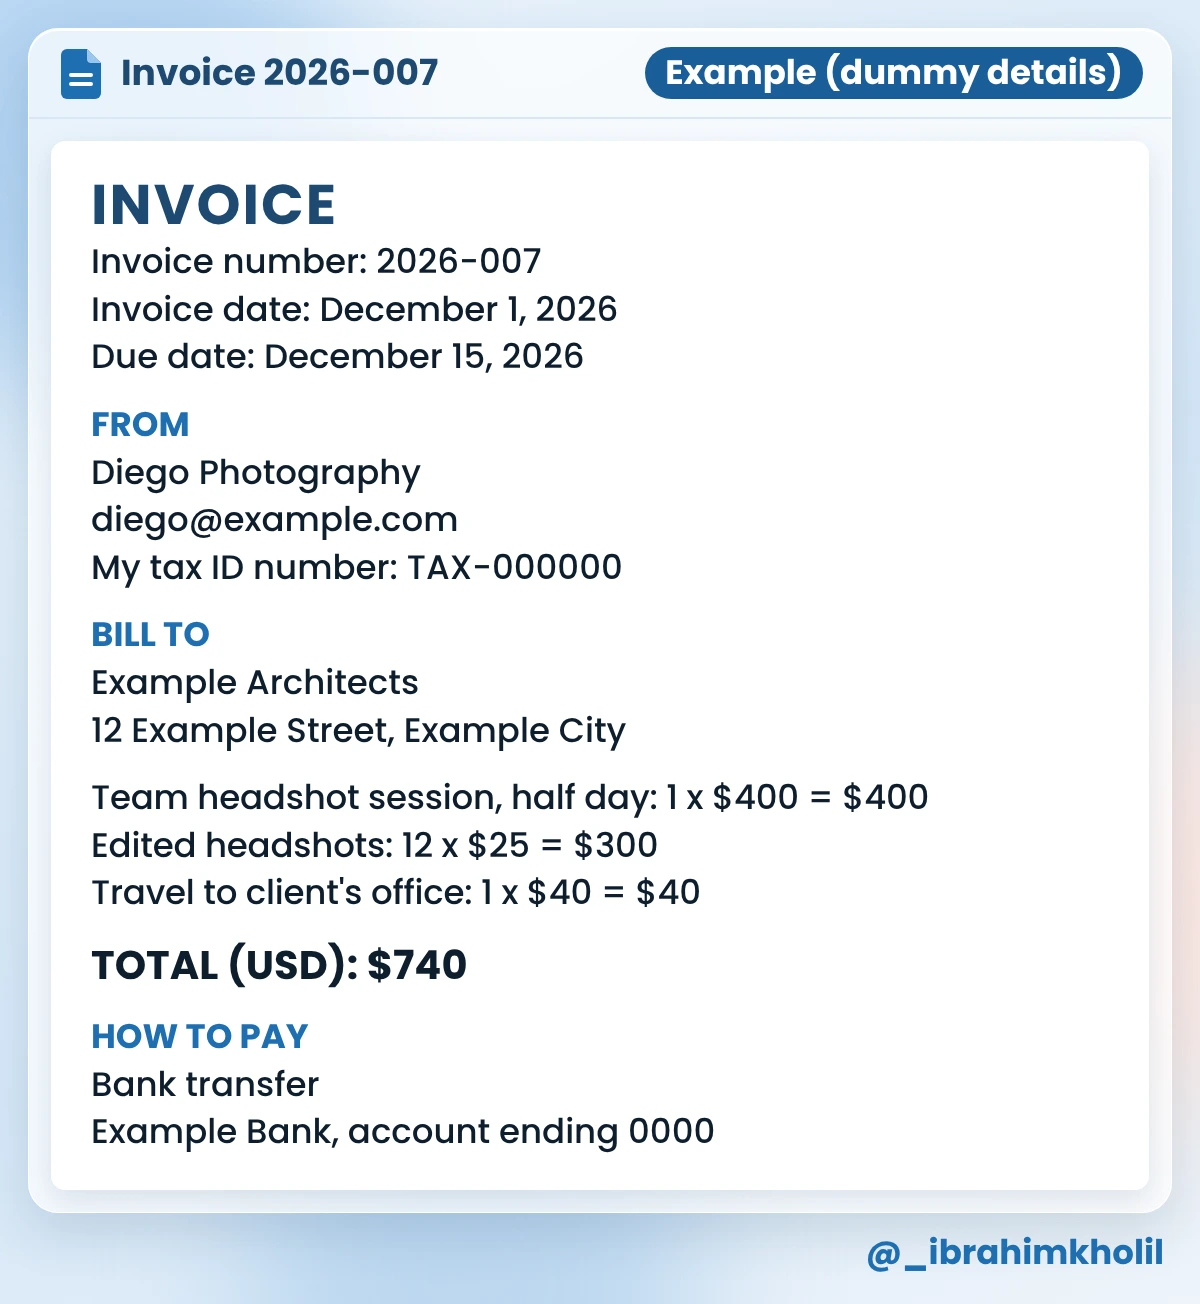 Invoice 2026-007
Example (dummy details)
INVOICE
Invoice number: 2026-007
Invoice date: December 1, 2026
Due date: December 15, 2026
FROM
Diego Photography
diego@example.com
My tax ID number: TAX-000000
BILL TO
Example Architects
12 Example Street, Example City
Team headshot session, half day: 1 x $400 = $400
Edited headshots: 12 x $25 = $300
Travel to client's office: 1 x $40 = $40
TOTAL (USD): $740
HOW TO PAY
Bank transfer
Example Bank, account ending 0000
@_ibrahimkholil